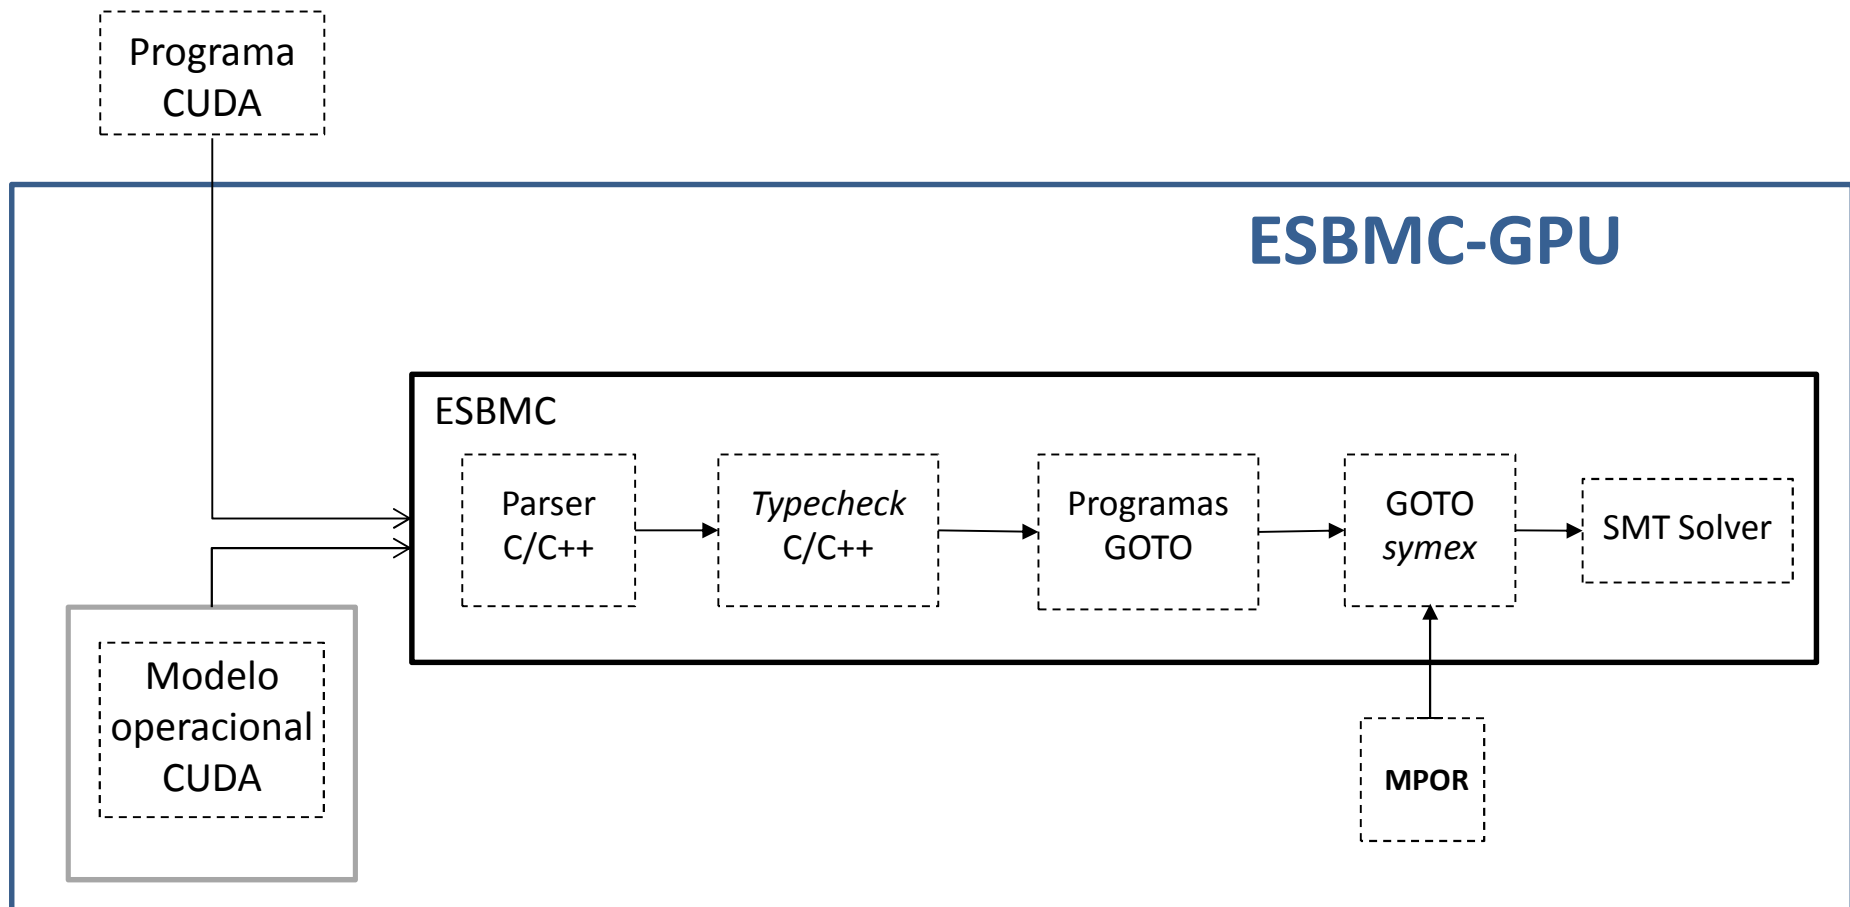 Programa
CUDA
ESBMC-GPU
ESBMC
Parser
C/C++
Typecheck
C/C++
Programas
GOTO
GOTO
symex
SMT Solver
Modelo
operacional
CUDA
MPOR